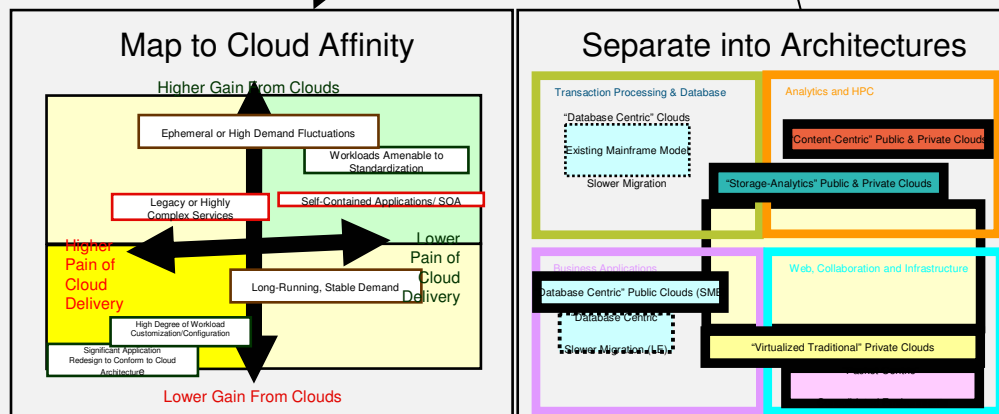 Map to Cloud Affinity
Higher Gain From Clouds
Ephemeral or High Demand Fluctuations
Workloads Amenable to
Standardization
Legacy or Highly
Complex Services
Self-Contained Applications/ SOA
Higher
Pain of
Cloud
Delivery
Lower
Pain of
Cloud
Delivery
Long-Running, Stable Demand
High Degree of Workload
Customization/Configuration
Significant Application
Redesign to Conform to Cloud
Architecture
Lower Gain From Clouds
Separate into Architectures
Transaction Processing & Database
Analytics and HPC
"Database Centric" Clouds
Existing Mainframe Mode
Slower Migration
"Content-Centric" Public & Private Clouds
"Storage-Analytics" Public & Private Clouds
Business Applications
Web, Collaboration and Infrastructure
Database Centric" Public Clouds (SME
Database Centric
Slower Migration (LE)
"Virtualized Traditional" Private Clouds